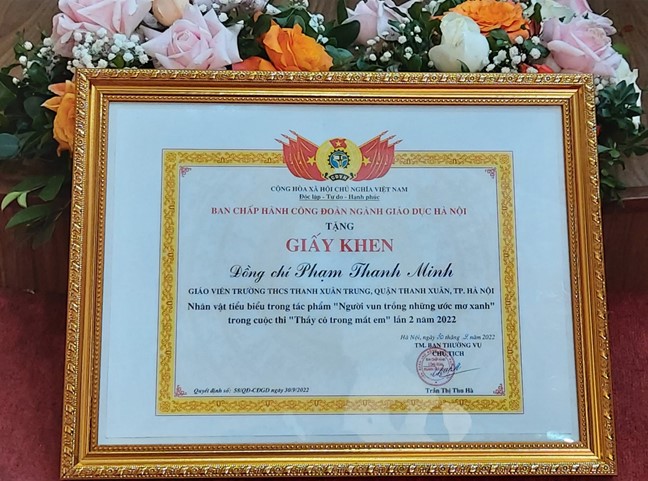 CỘNG HÒA XÃ HỘI CHỦ NGHĨA VIỆT NAM
Độc lập - Tự do - Hạnh phúc
BAN CHẤP HÀNH CÔNG ĐOÀN NGÀNH GIÁO DỤC HÀ NỘI
TẶNG
GIẤY KHEN
Đồng chí Phạm Thanh Minh
GIÁO VIÊN TRƯỜNG THCS THANH XUÂN TRUNG, QUẬN THANH XUÂN, TP. HÀ NỘI
Nhân vật tiểu biểu trong tác phẩm "Người vun trồng những ước mơ xanh"
trong cuộc thi "Thầy cô trong mắt em" lần 2 năm 2022
Hà Nội, ngày 30 tháng 9 năm 2022
TM. BAN THƯỜNG VỤ
CHỦ TỊCH
Quyết định số: /QĐ-CĐGD ngày 30/9/2022
Trần Thị Thu Hà